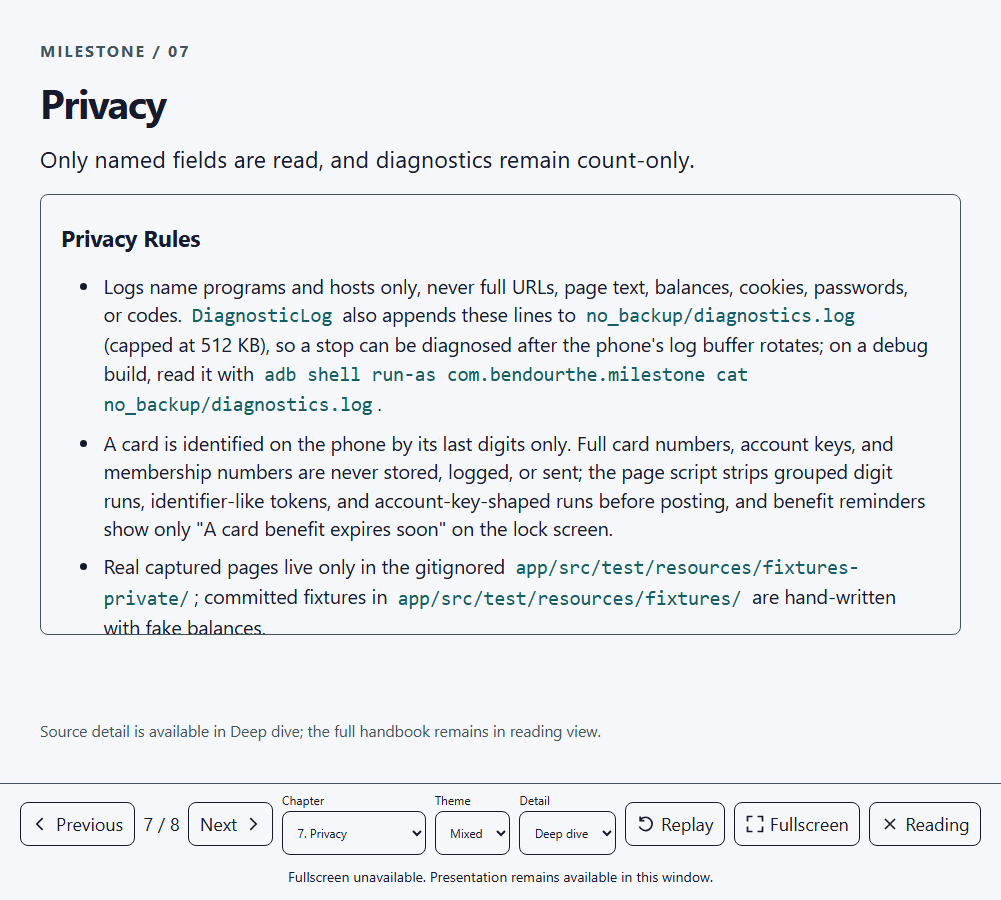 MILESTONE / 07
Privacy
Only named fields are read, and diagnostics remain count-only.
Privacy Rules
• Logs name programs and hosts only, never full URLs, page text, balances, cookies, passwords,
or codes. DiagnosticLog also appends these lines to no_backup/diagnostics.log
(capped at 512 KB), so a stop can be diagnosed after the phone's log buffer rotates; on a debug
build, read it with adb shell run-as com.bendourthe.milestone cat
no_backup/diagnostics.log.
• A card is identified on the phone by its last digits only. Full card numbers, account keys, and
membership numbers are never stored, logged, or sent; the page script strips grouped digit
runs, identifier-like tokens, and account-key-shaped runs before posting, and benefit reminders
show only "A card benefit expires soon" on the lock screen.
• Real captured pages live only in the gitignored app/src/test/resources/fixtures-
private/; committed fixtures in app/src/test/resources/fixtures/ are hand-written
with fake balances.
Source detail is available in Deep dive; the full handbook remains in reading view.
Chapter Theme Detail
Previous 7 / 8 Next 7. Privacy Mixed Deep dive Replay Fullscreen Reading
Fullscreen unavailable. Presentation remains available in this window.